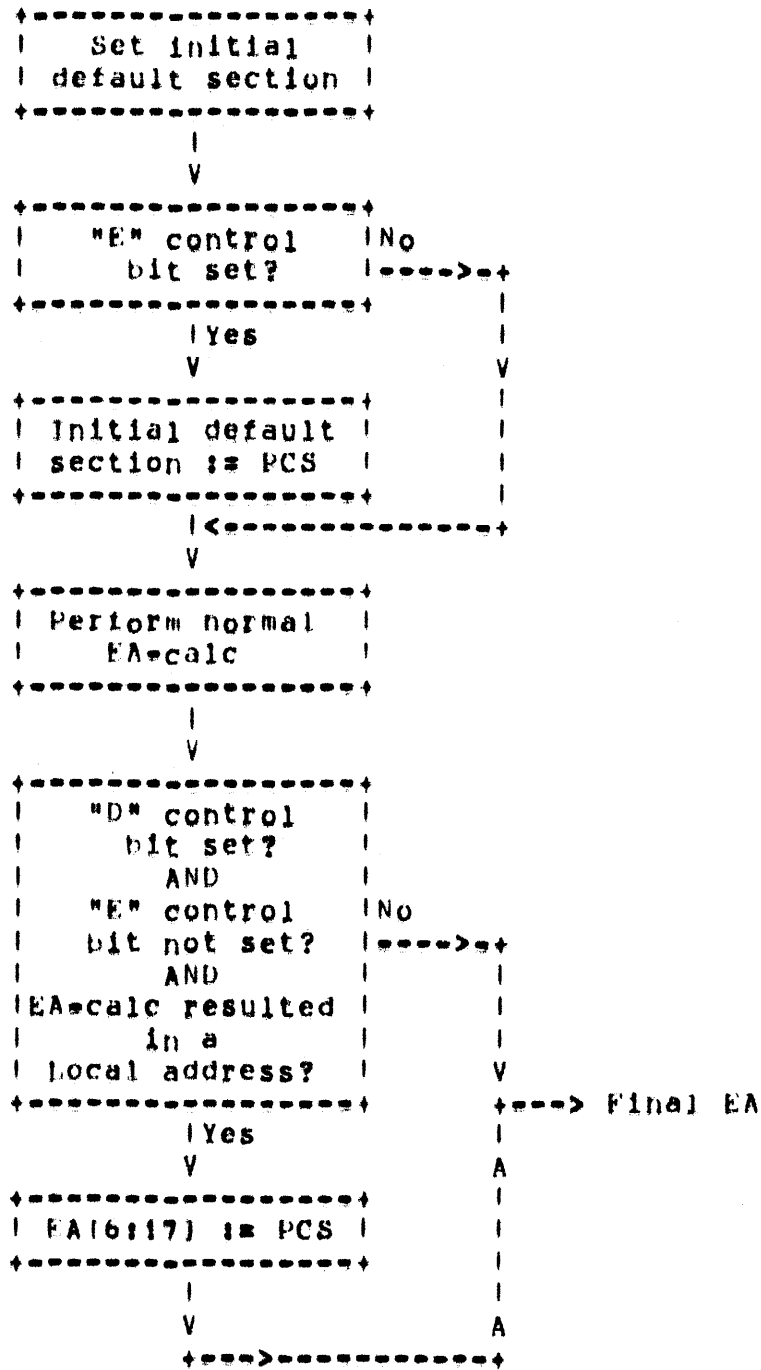 Set initial
default section
"E" control
bit set?
No
Yes
Initial default
section := PCS
Perform normal
EA-calc
"D" control
bit set?
AND
"E" control
bit not set?
No
AND
EA-calc resulted
in a
Local address?
Final EA
Yes
EA[6:17] := PCS